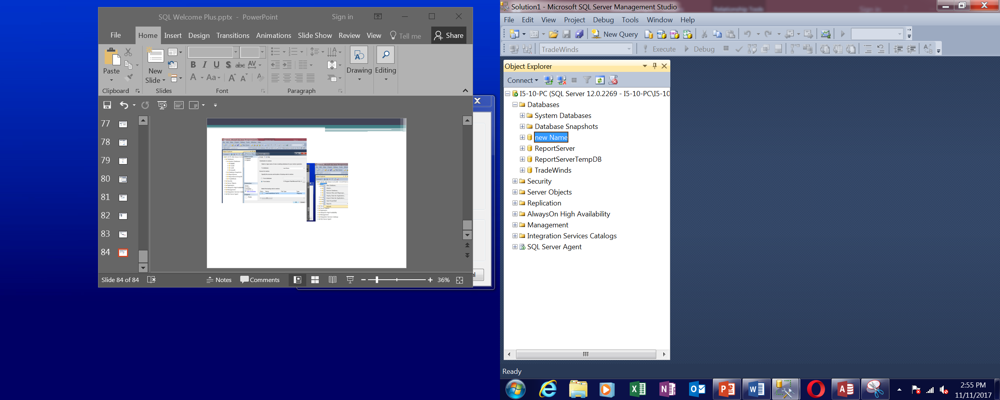 SQL Welcome Plus.pptx - PowerPoint
Sign in
File
Home
Insert
Design
Transitions
Animations
Slide Show
Review
View
Tell me
Share
Paste
New
Slide
B I U S abc AV
A Aa A A
Drawing
Editing
Clipboard
Slides
Font
Paragraph
77
78
79
80
81
82
83
84
Slide 84 of 84
Notes
Comments
36%
Solution1 - Microsoft SQL Server Management Studio
File Edit View Project Debug Tools Window Help
New Query
TradeWinds
Execute
Debug
Object Explorer
Connect
I5-10-PC (SQL Server 12.0.2269 - I5-10-PC\I5-10
Databases
System Databases
Database Snapshots
new Name
ReportServer
ReportServerTempDB
TradeWinds
Security
Server Objects
Replication
AlwaysOn High Availability
Management
Integration Services Catalogs
SQL Server Agent
Ready
2:55 PM
11/11/2017